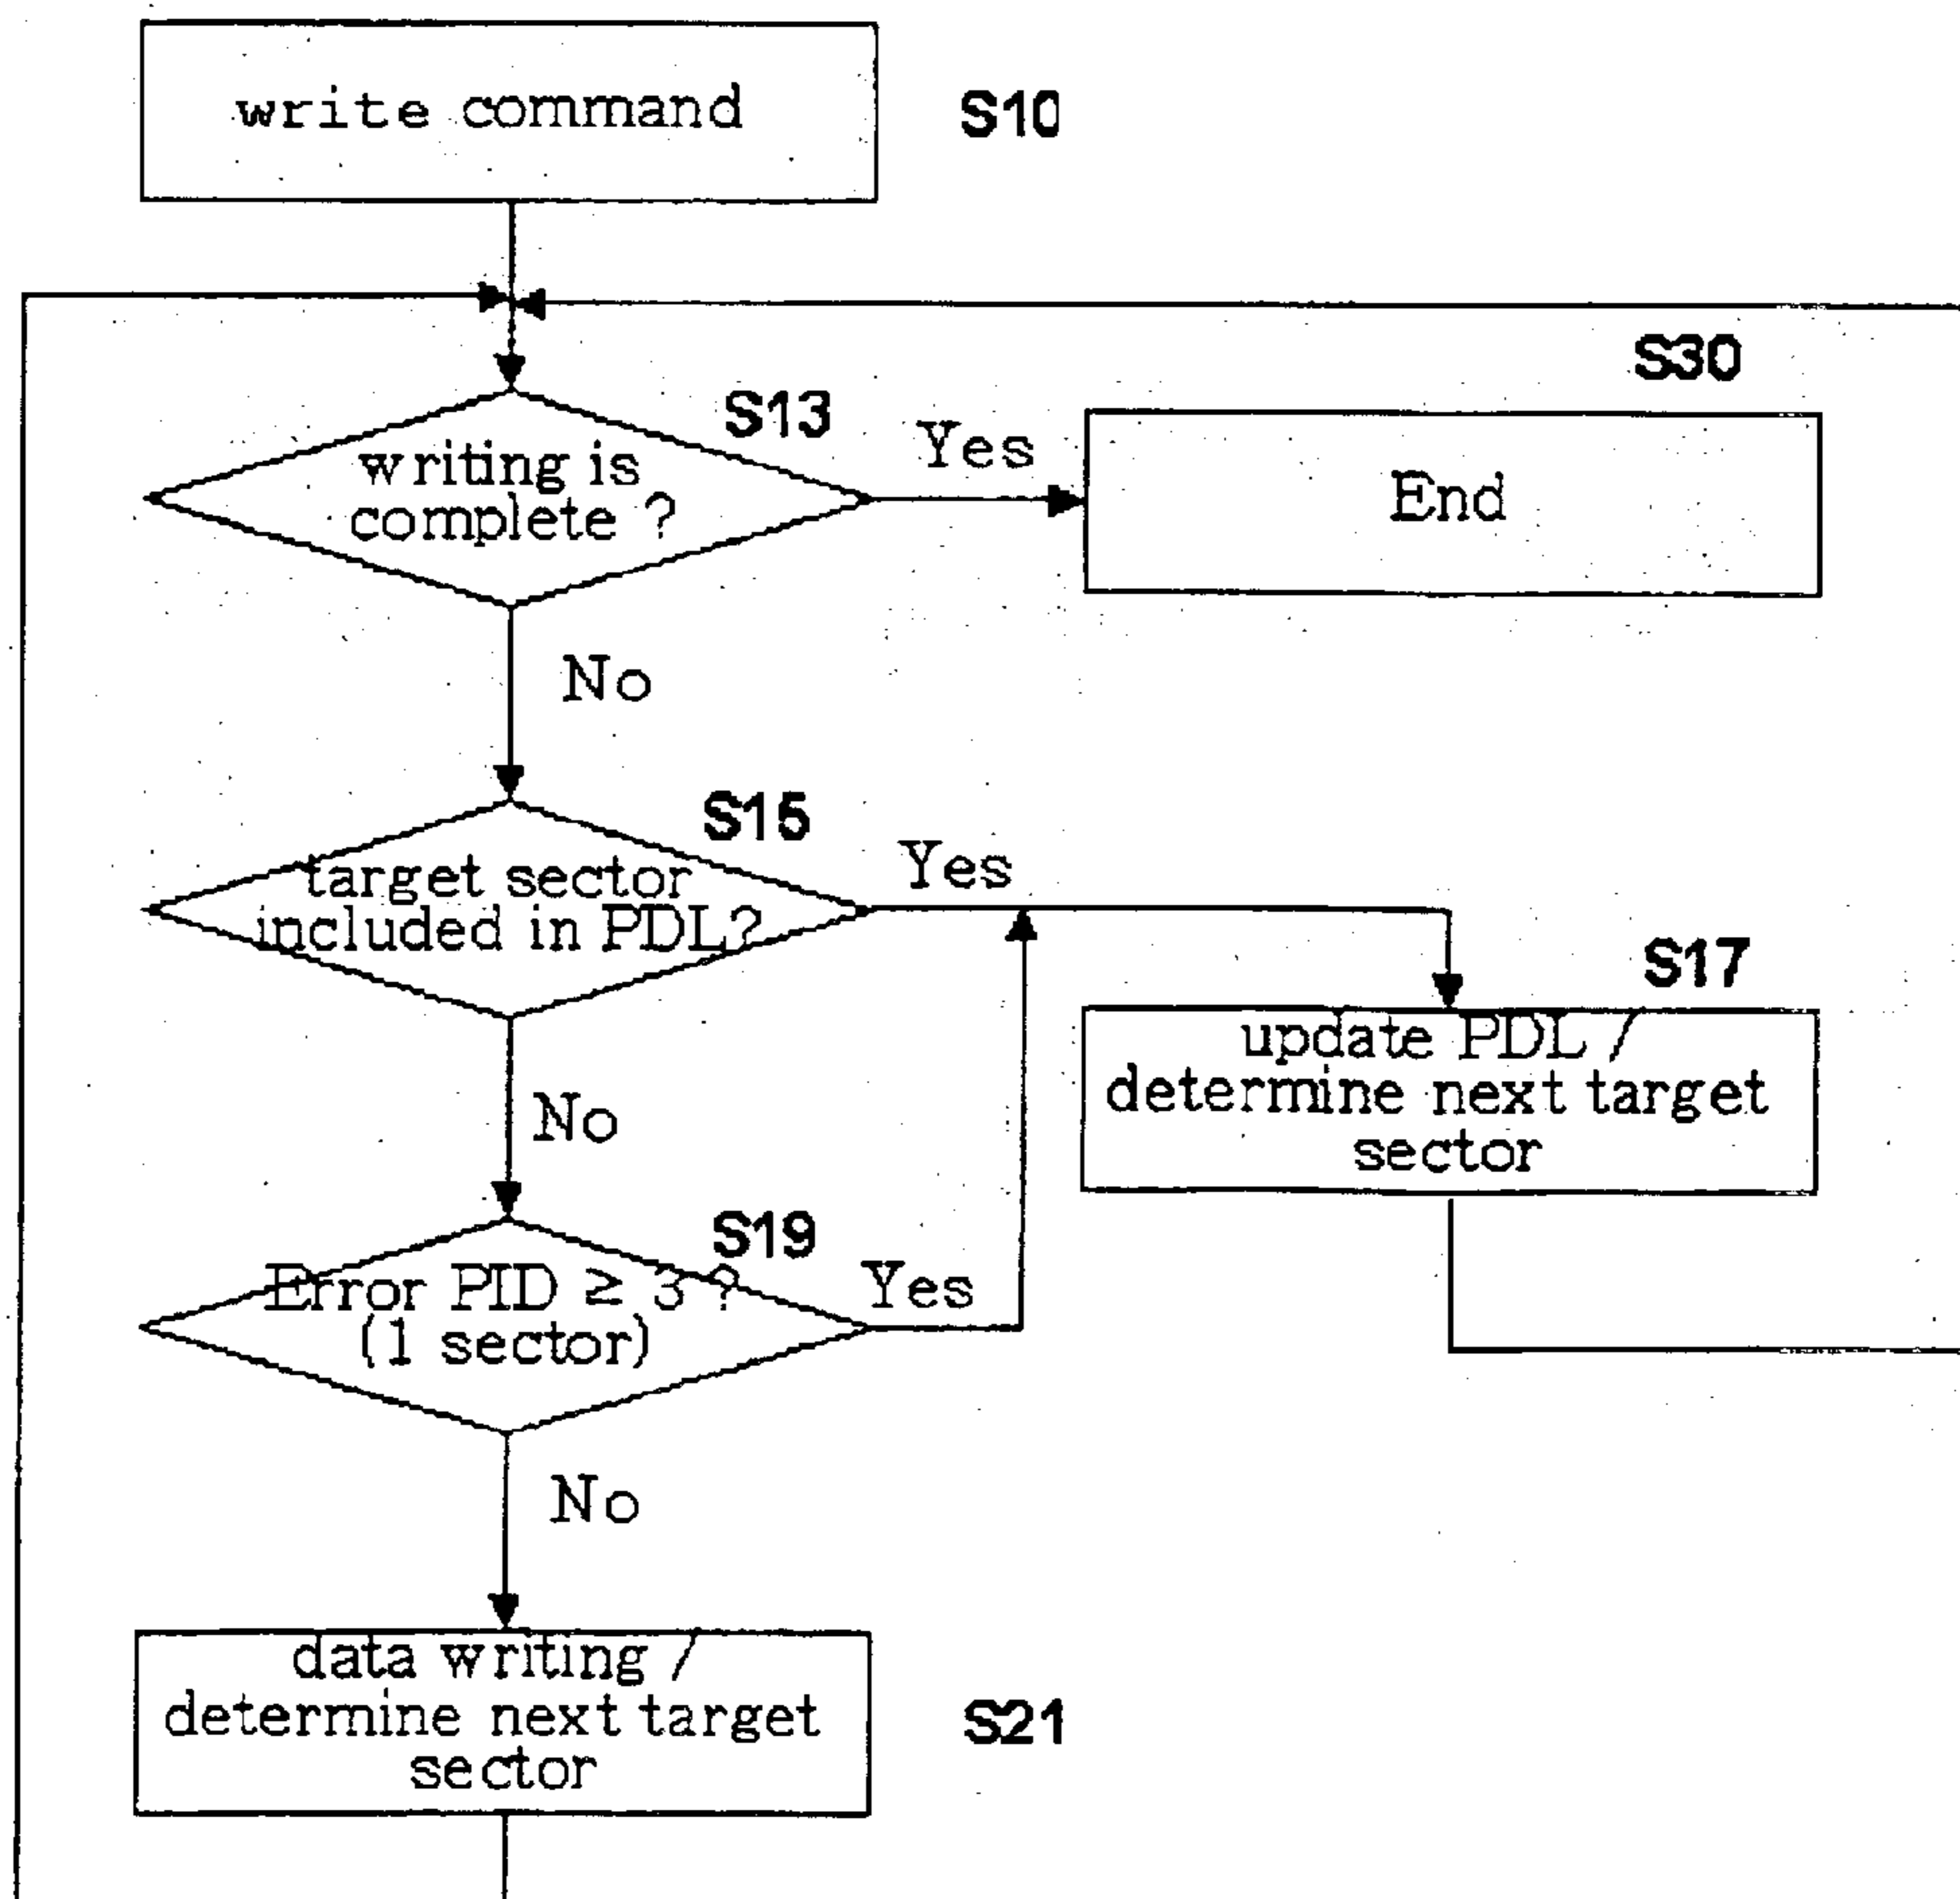 write command
S10
S30
S13
Yes
writing is
complete ?
End
No
S15
Yes
target sector
included in PDL?
S17
update PDL /
determine next target
sector
No
S19
Error PID ≥ 3 ?
(1 sector)
Yes
No
data writing /
determine next target
sector
S21